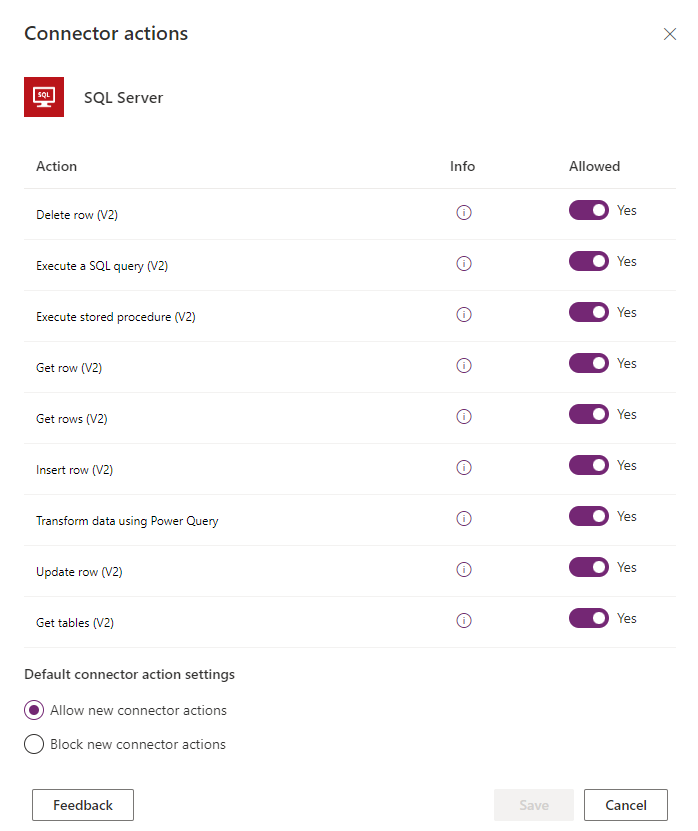 Connector actions
SQL
SQL Server
Action Info Allowed
Delete row (V2) Yes
Execute a SQL query (V2) Yes
Execute stored procedure (V2) Yes
Get row (V2) Yes
Get rows (V2) Yes
Insert row (V2) Yes
Transform data using Power Query Yes
Update row (V2) Yes
Get tables (V2) Yes
Default connector action settings
Allow new connector actions
Block new connector actions
Feedback Save Cancel